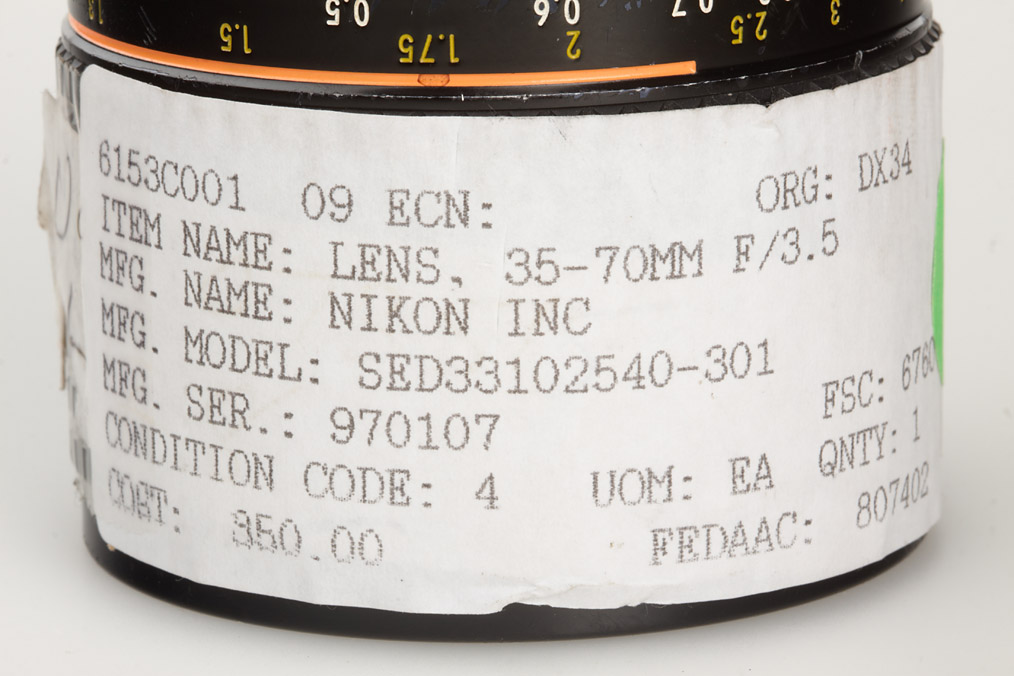 0.5 0.6 0.7
1.5 1.75 2 2.5 3
6153C001 09 ECN: ORG: DX34
ITEM NAME: LENS, 35-70MM F/3.5
MFG. NAME: NIKON INC
MFG. MODEL: SED33102540-301
MFG. SER.: 970107 FSC: 6760
CONDITION CODE: 4 UOM: EA QNTY: 1
COST: 350.00 FEDAAC: 807402